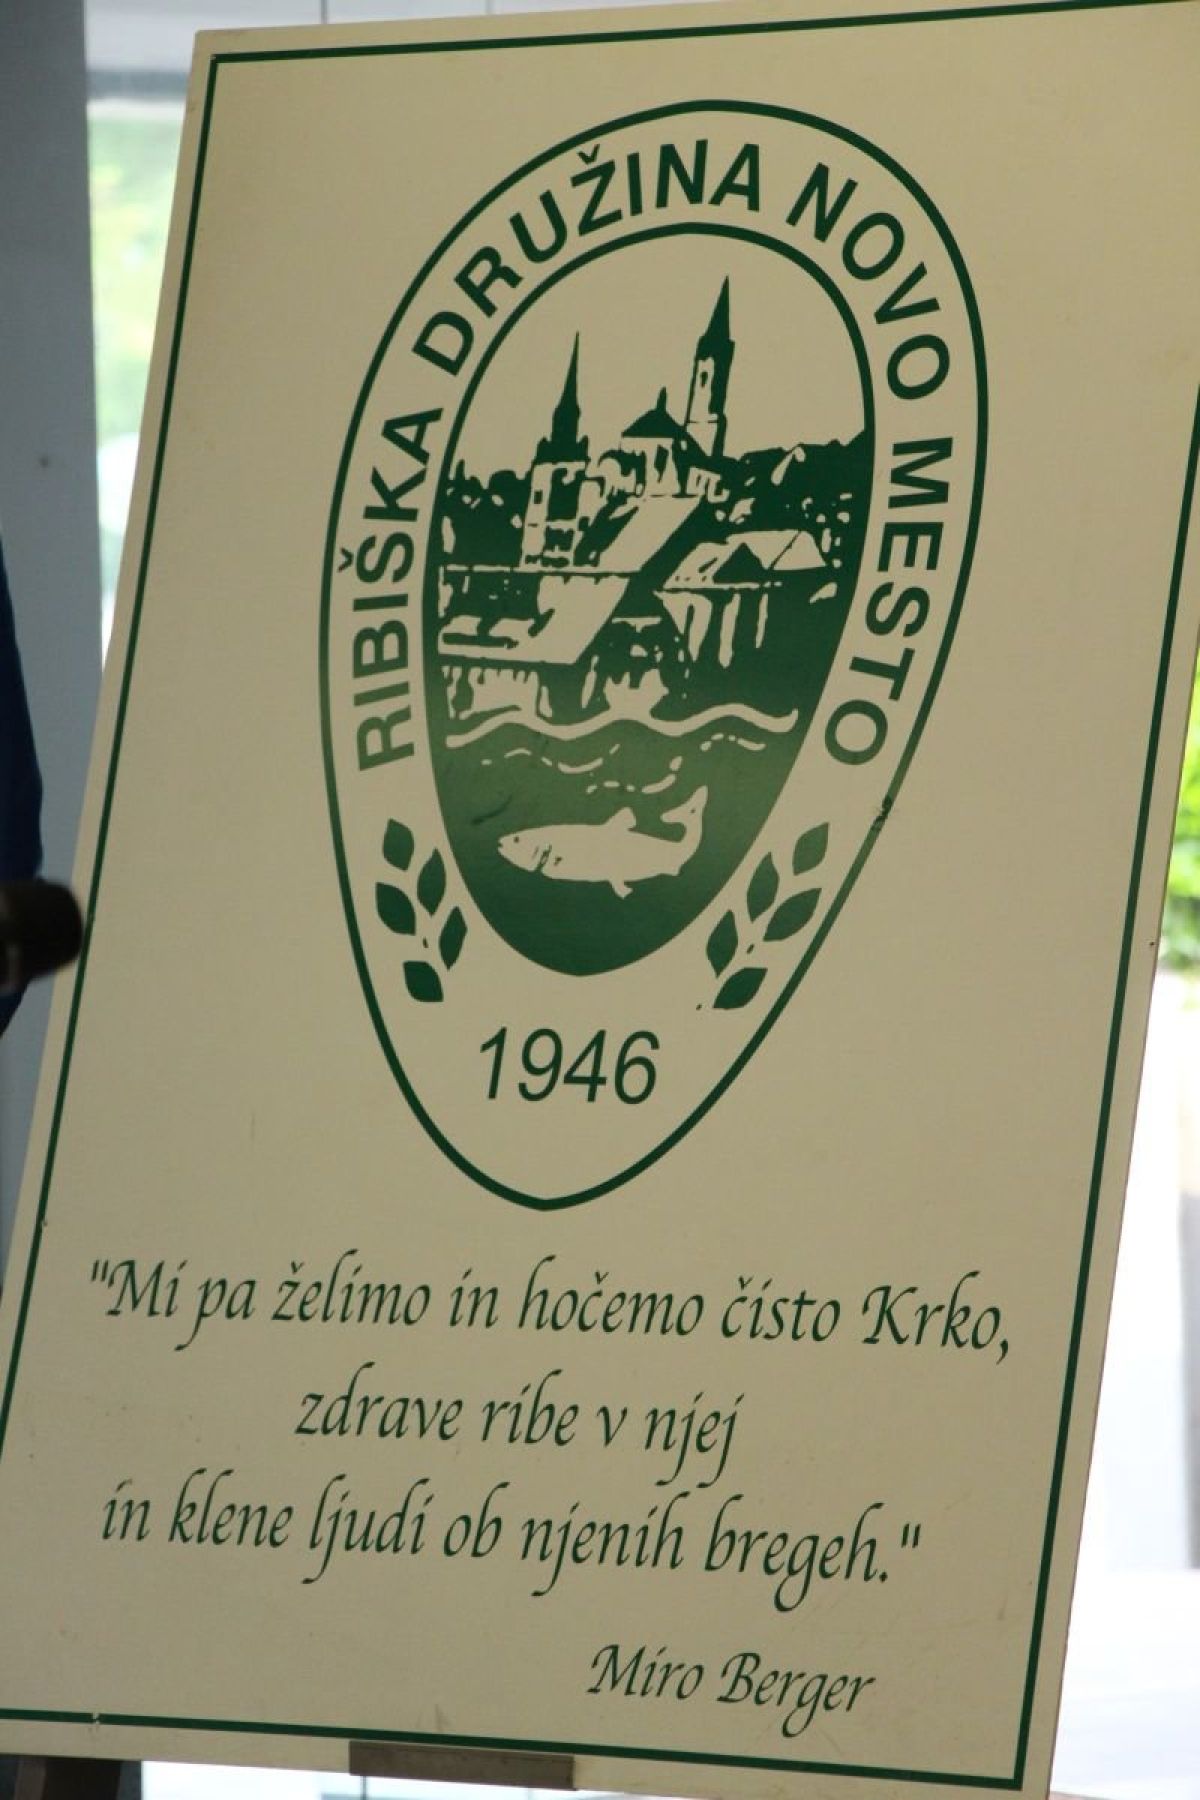 RIBIŠKA DRUŽINA NOVO MESTO
1946
"Mi pa želimo in hočemo čisto Krko,
zdrave ribe v njej
in klene ljudi ob njenih bregeh."
Miro Berger